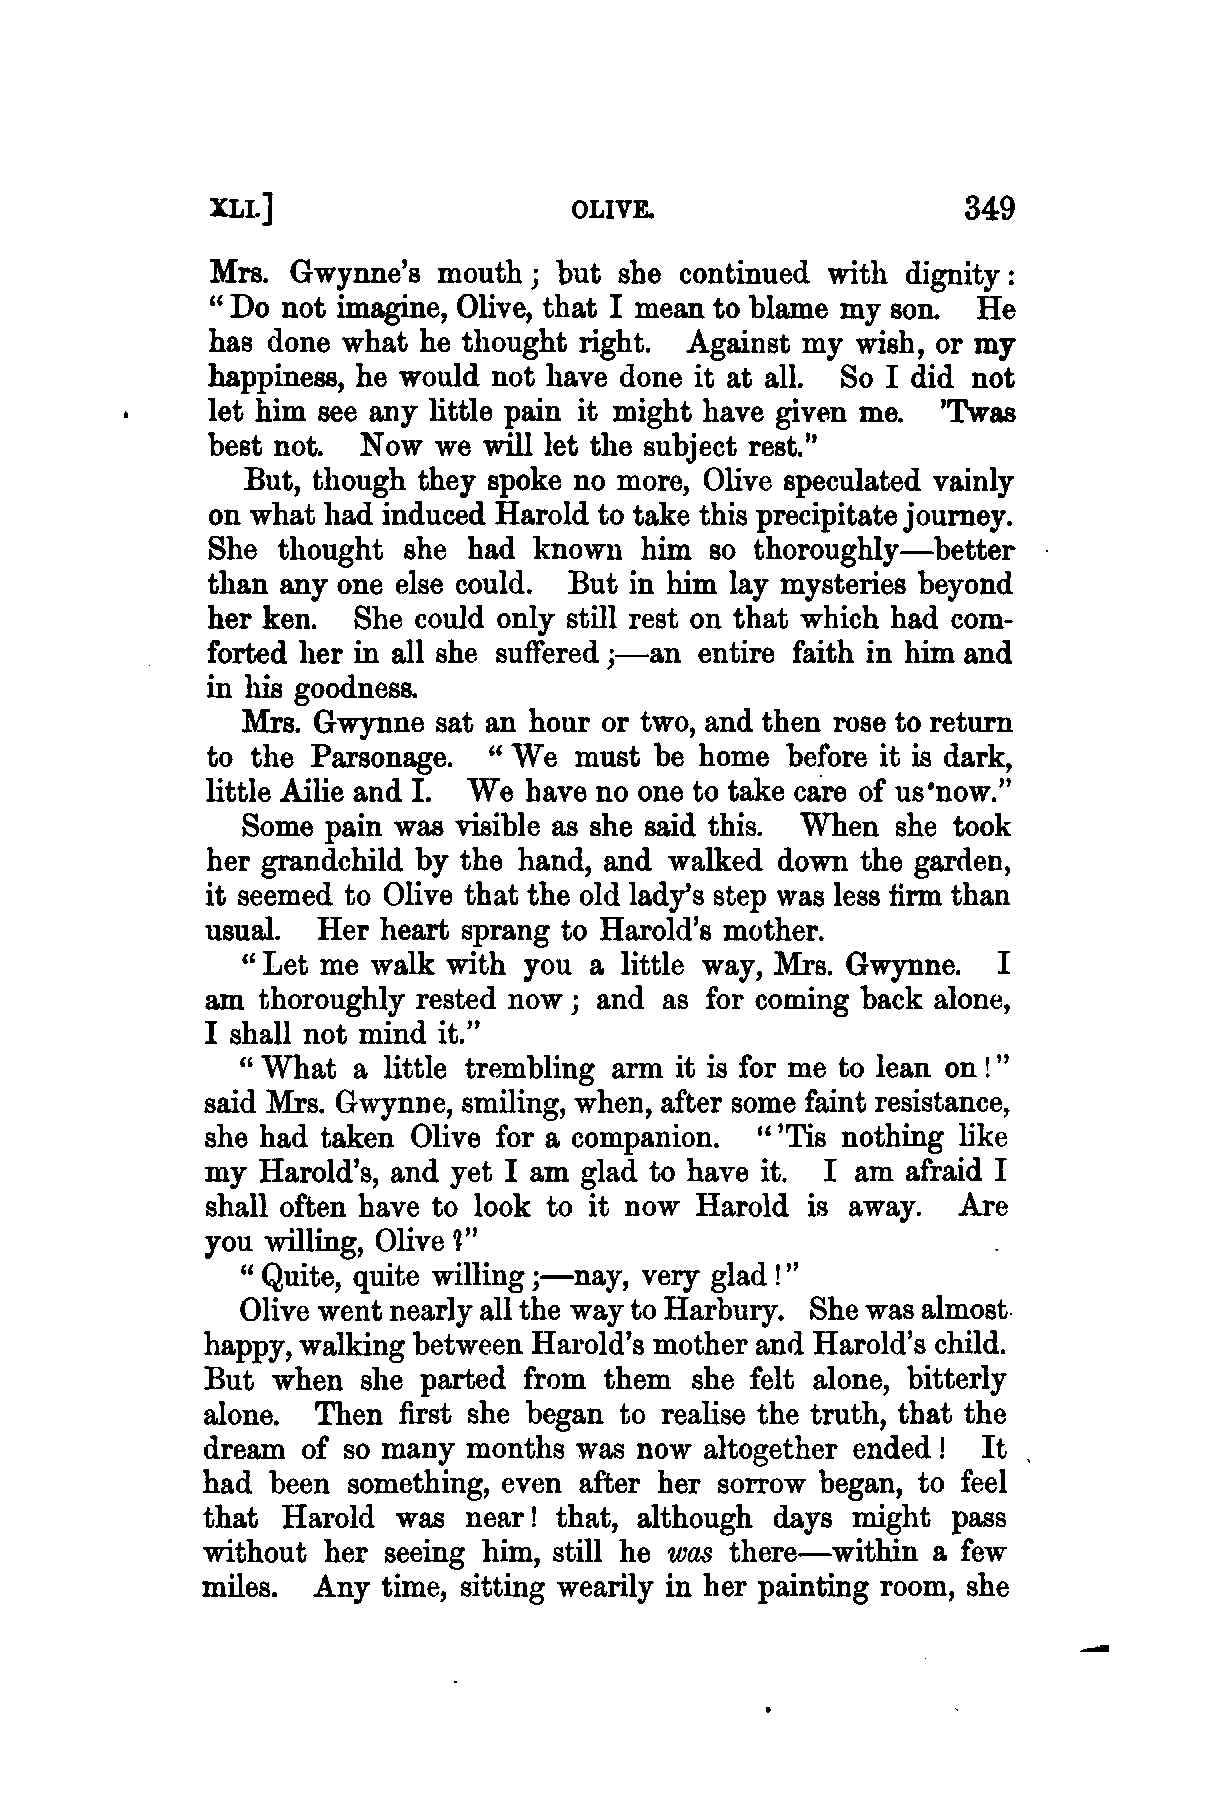 XLI.] OLIVE. 349
Mrs. Gwynne's mouth; but she continued with dignity:
"Do not imagine, Olive, that I mean to blame my son. He
has done what he thought right. Against my wish, or my
happiness, he would not have done it at all. So I did not
let him see any little pain it might have given me. 'Twas
best not. Now we will let the subject rest."
But, though they spoke no more, Olive speculated vainly
on what had induced Harold to take this precipitate journey.
She thought she had known him so thoroughly—better
than any one else could. But in him lay mysteries beyond
her ken. She could only still rest on that which had com-
forted her in all she suffered;—an entire faith in him and
in his goodness.
Mrs. Gwynne sat an hour or two, and then rose to return
to the Parsonage. "We must be home before it is dark,
little Ailie and I. We have no one to take care of us now."
Some pain was visible as she said this. When she took
her grandchild by the hand, and walked down the garden,
it seemed to Olive that the old lady's step was less firm than
usual. Her heart sprang to Harold's mother.
"Let me walk with you a little way, Mrs. Gwynne. I
am thoroughly rested now; and as for coming back alone,
I shall not mind it."
"What a little trembling arm it is for me to lean on!"
said Mrs. Gwynne, smiling, when, after some faint resistance,
she had taken Olive for a companion. "'Tis nothing like
my Harold's, and yet I am glad to have it. I am afraid I
shall often have to look to it now Harold is away. Are
you willing, Olive?"
"Quite, quite willing;—nay, very glad!"
Olive went nearly all the way to Harbury. She was almost
happy, walking between Harold's mother and Harold's child.
But when she parted from them she felt alone, bitterly
alone. Then first she began to realise the truth, that the
dream of so many months was now altogether ended! It
had been something, even after her sorrow began, to feel
that Harold was near! that, although days might pass
without her seeing him, still he was there—within a few
miles. Any time, sitting wearily in her painting room, she